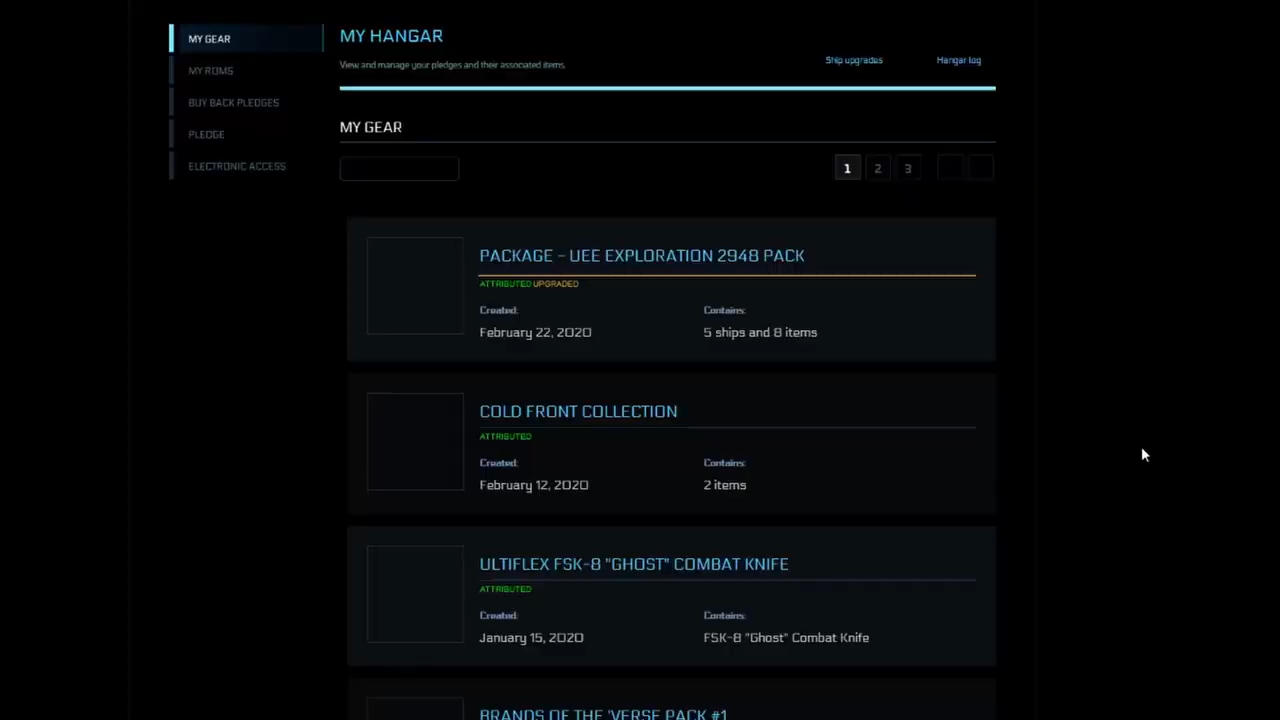 MY GEAR
MY ROMS
BUY BACK PLEDGES
PLEDGE
ELECTRONIC ACCESS
MY HANGAR
View and manage your pledges and their associated items.
Ship upgrades
Hangar log
MY GEAR
1 2 3
PACKAGE - UEE EXPLORATION 2948 PACK
ATTRIBUTED UPGRADED
Created: Contains:
February 22, 2020 5 ships and 8 items
COLD FRONT COLLECTION
ATTRIBUTED
Created: Contains:
February 12, 2020 2 items
ULTIFLEX FSK-8 "GHOST" COMBAT KNIFE
ATTRIBUTED
Created: Contains:
January 15, 2020 FSK-8 "Ghost" Combat Knife
BRANDS OF THE 'VERSE PACK #1